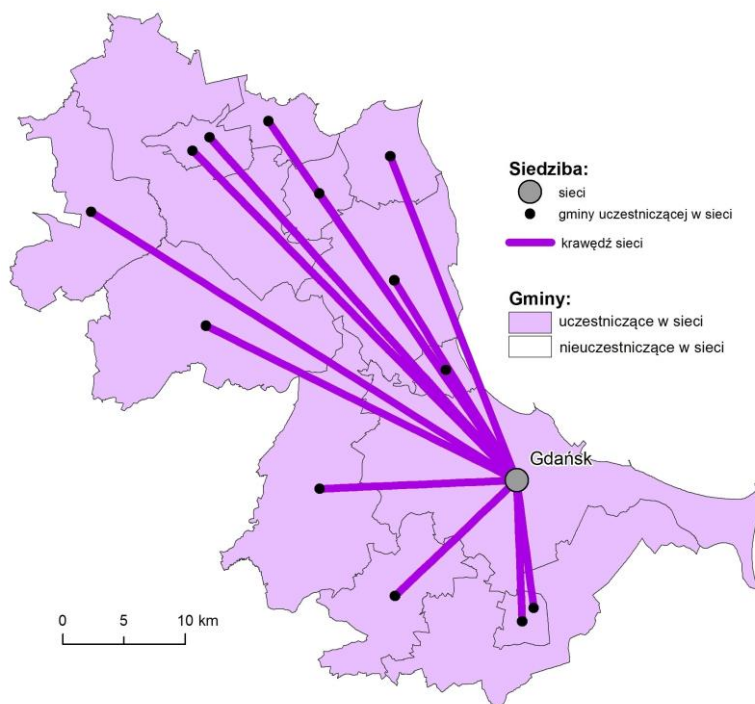 Siedziba:
sieci
gminy uczestniczącej w sieci
krawędź sieci
Gminy:
uczestniczące w sieci
nieuczestniczące w sieci
Gdańsk
0 5 10 km